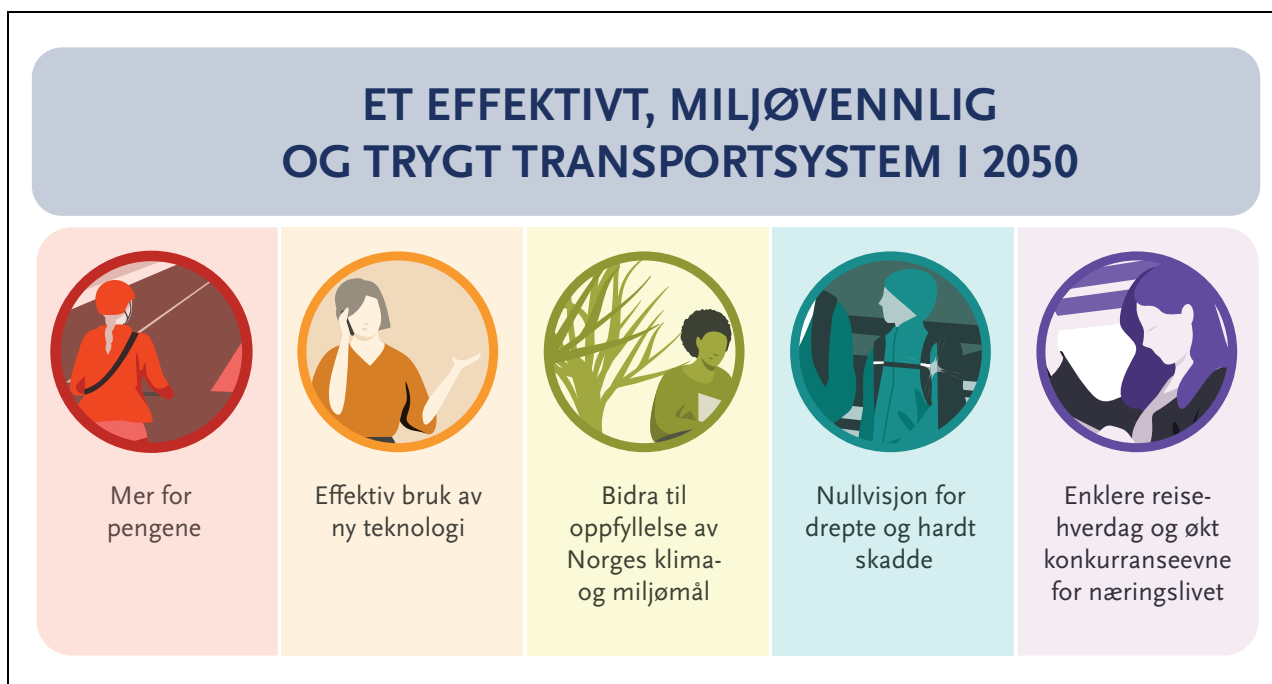 ET EFFEKTIVT, MILJØVENNLIG
OG TRYGT TRANSPORTSYSTEM I 2050
Mer for
pengene
Effektiv bruk av
ny teknologi
Bidra til
oppfyllelse av
Norges klima-
og miljømål
Nullvisjon for
drepte og hardt
skadde
Enklere reise-
hverdag og økt
konkurranseevne
for næringslivet